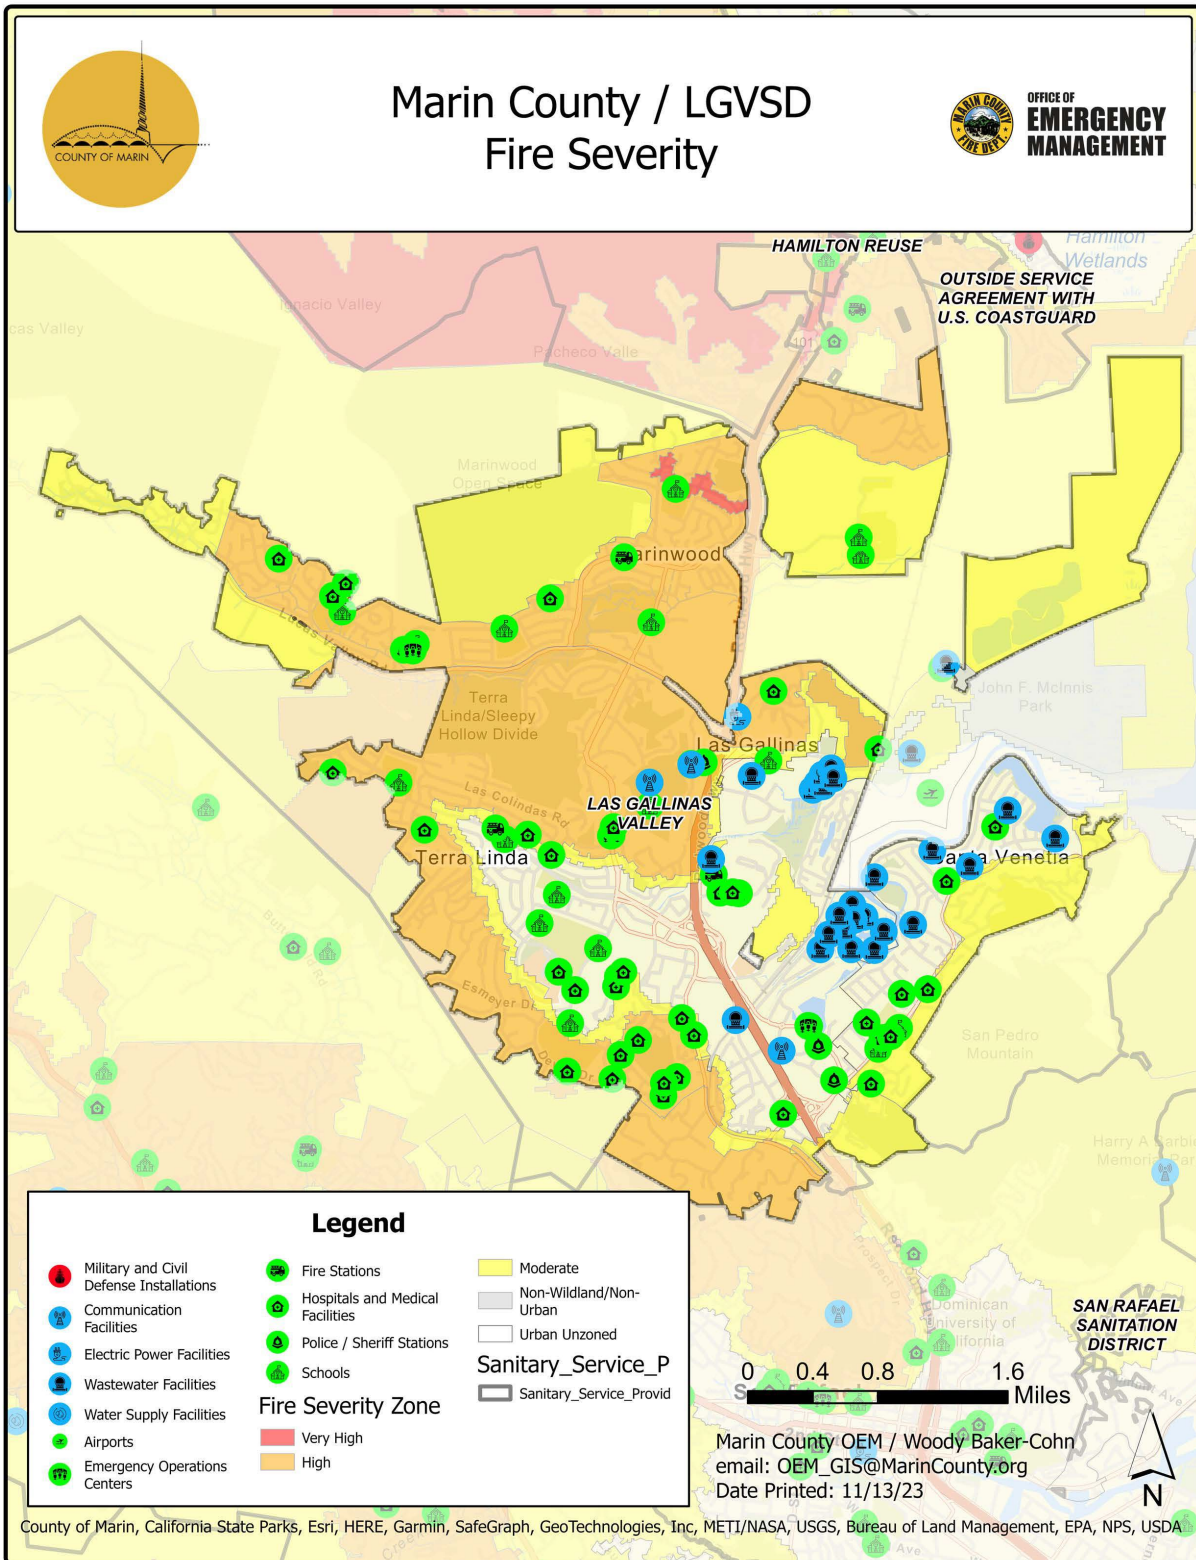 Marin County / LGVSD
Fire Severity
COUNTY OF MARIN
MARIN COUNTY
FIRE DEPT.
OFFICE OF
EMERGENCY
MANAGEMENT
HAMILTON REUSE
Hamilton
Wetlands
OUTSIDE SERVICE
AGREEMENT WITH
U.S. COASTGUARD
Ignacio Valley
Pacheco Valle
101
Marinwood
Open Space
arinwood
Lucas Valley Rd
Redwood Hwy
Terra
Linda/Sleepy
Hollow Divide
John F. McInnis
Park
Las Gallinas
Las Colindas Rd
LAS GALLINAS
VALLEY
Terra Linda
Santa Venetia
Esmeyer Dr
San Pedro
Mountain
Legend
Military and Civil
Defense Installations
Communication
Facilities
Electric Power Facilities
Wastewater Facilities
Water Supply Facilities
Airports
Emergency Operations
Centers
Fire Stations
Hospitals and Medical
Facilities
Police / Sheriff Stations
Schools
Fire Severity Zone
Very High
High
Moderate
Non-Wildland/Non-
Urban
Urban Unzoned
Sanitary_Service_P
Sanitary_Service_Provid
Prospect Dr
Dominican
University of
California
SAN RAFAEL
SANITATION
DISTRICT
0 0.4 0.8 1.6
Miles
Marin County OEM / Woody Baker-Cohn
email: OEM_GIS@MarinCounty.org
Date Printed: 11/13/23
N
County of Marin, California State Parks, Esri, HERE, Garmin, SafeGraph, GeoTechnologies, Inc, METI/NASA, USGS, Bureau of Land Management, EPA, NPS, USDA